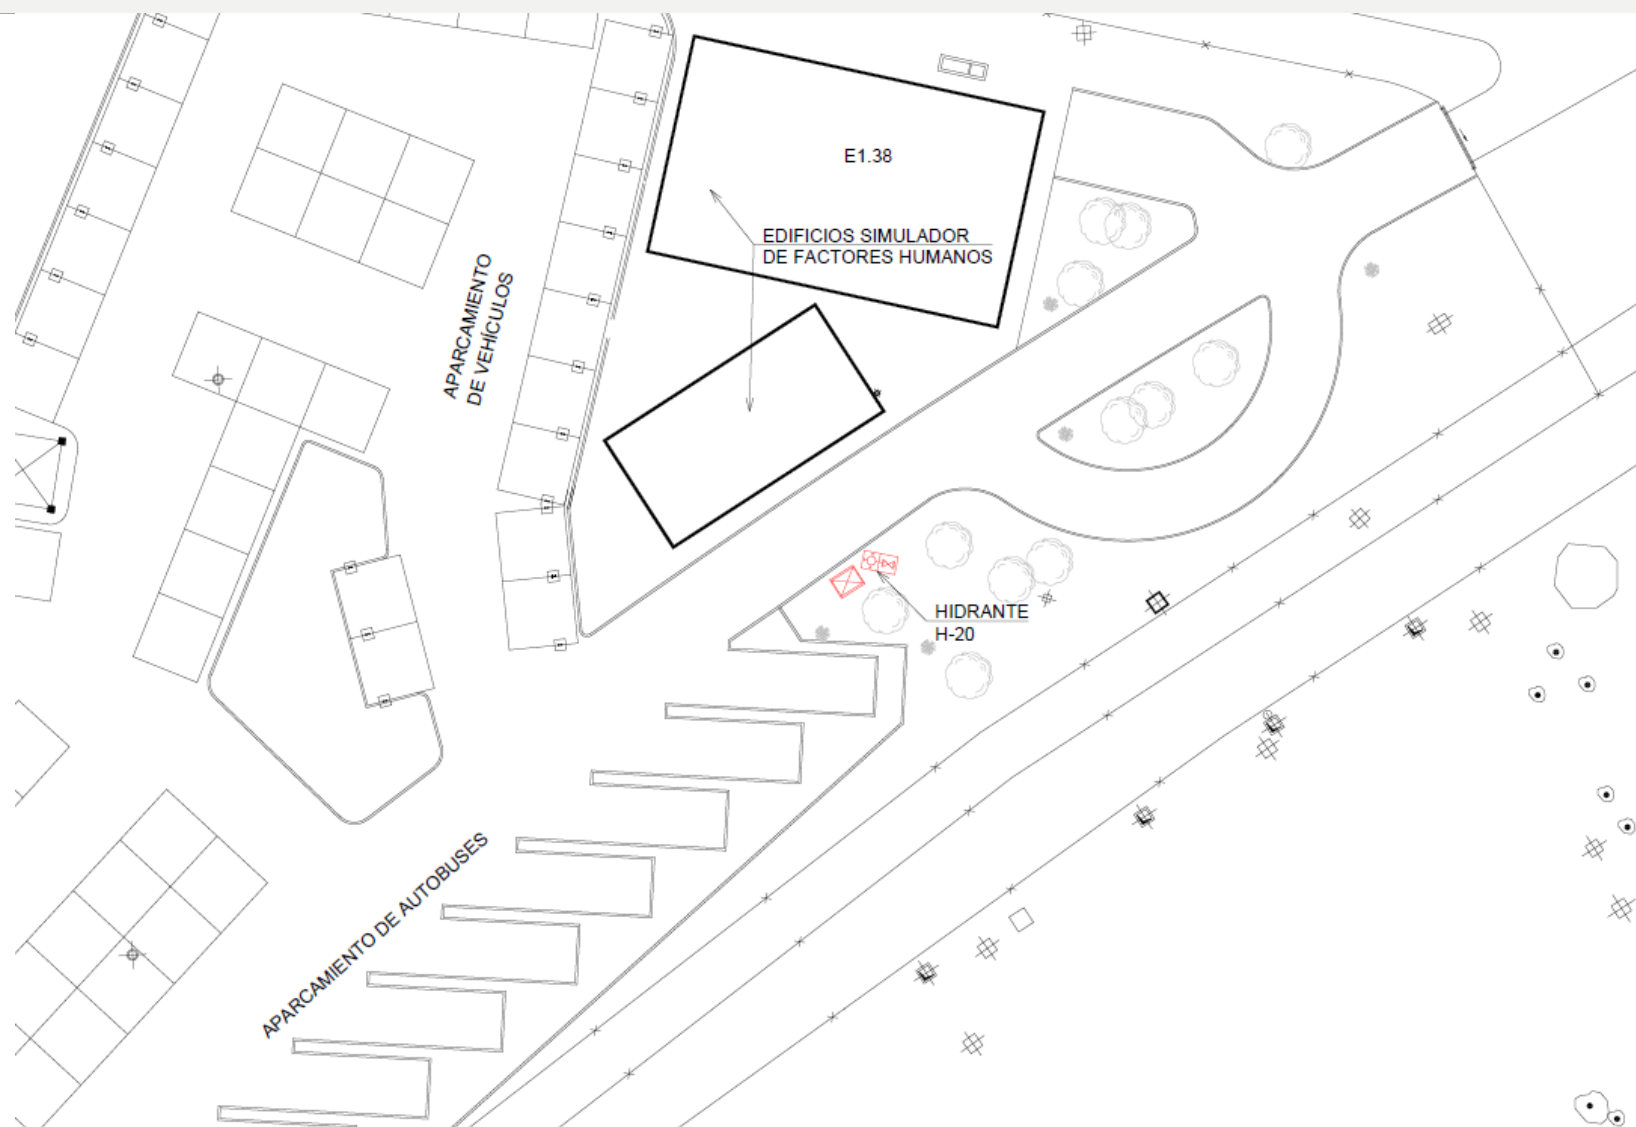 E1.38
EDIFICIOS SIMULADOR
DE FACTORES HUMANOS
APARCAMIENTO
DE VEHÍCULOS
HIDRANTE
H-20
APARCAMIENTO DE AUTOBUSES